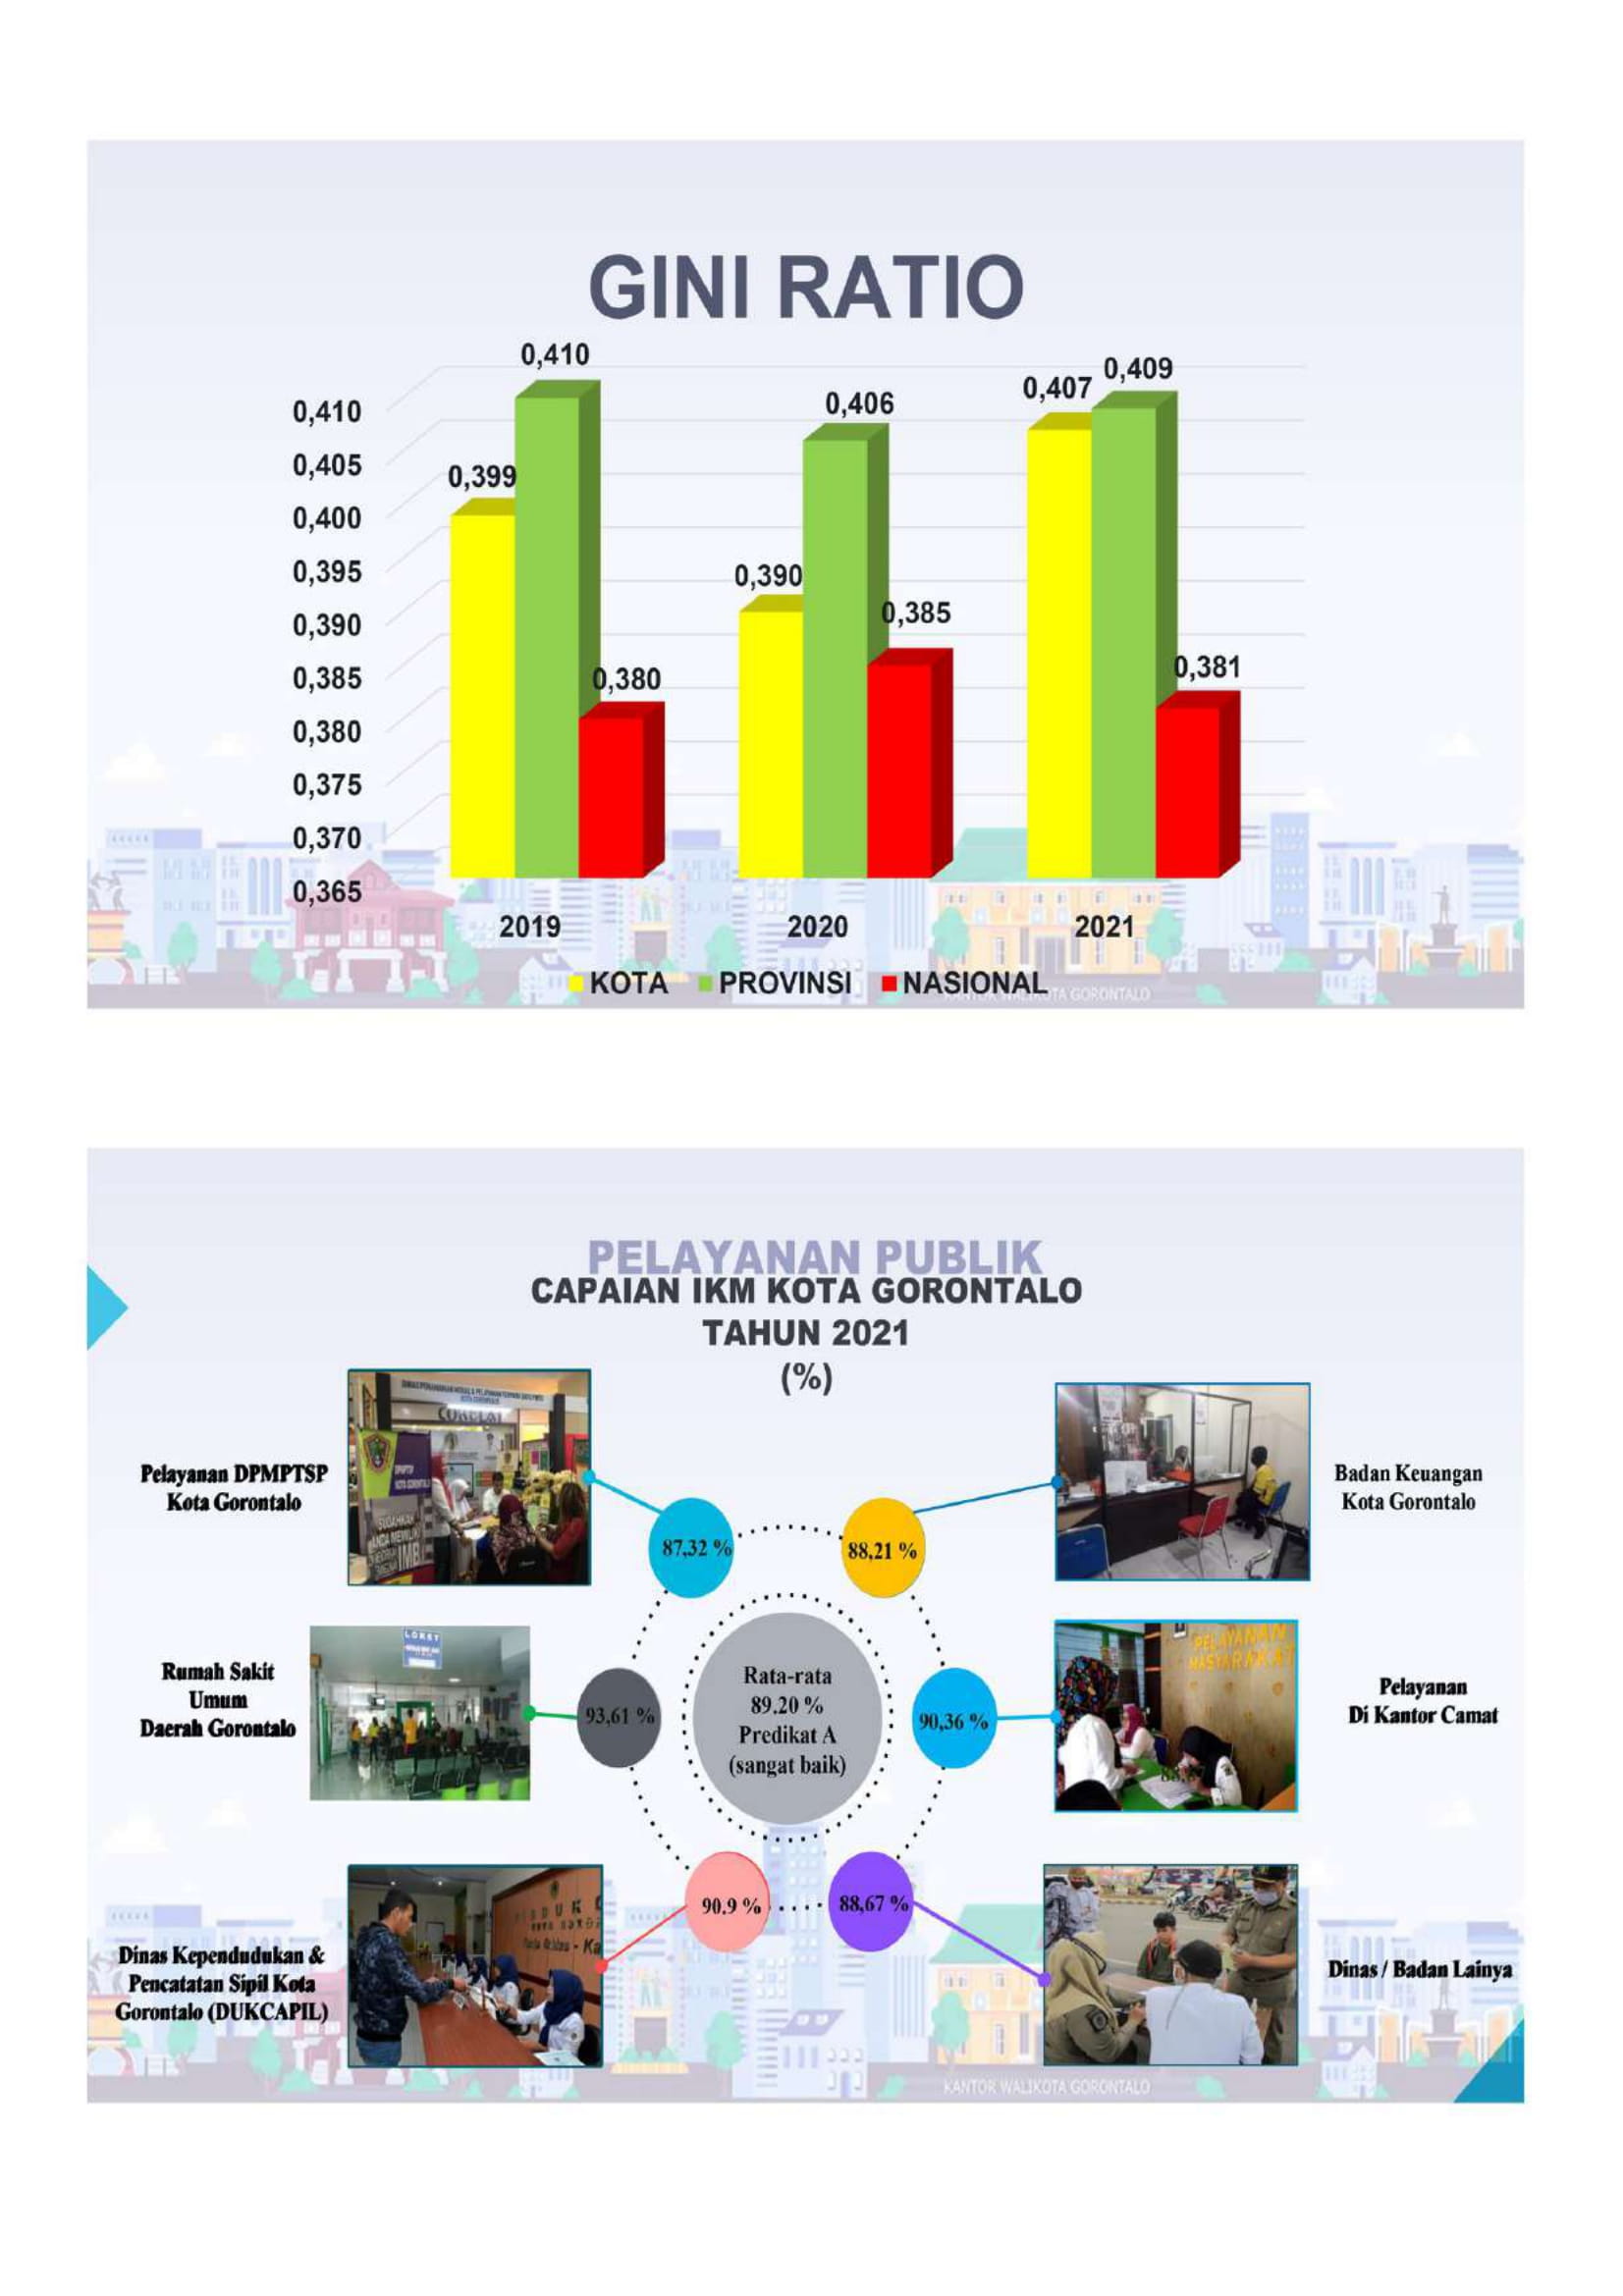 GINI RATIO
0,410
0,405
0,400
0,395
0,390
0,385
0,380
0,375
0,370
0,365
0,399
0,410
0,380
0,390
0,406
0,385
0,407
0,409
0,381
2019
2020
2021
KOTA
PROVINSI
NASIONAL
KANTOR WALIKOTA GORONTALO
PELAYANAN PUBLIK
CAPAIAN IKM KOTA GORONTALO
TAHUN 2021
(%)
Pelayanan DPMPTSP
Kota Gorontalo
87,32 %
88,21 %
Badan Keuangan
Kota Gorontalo
Rumah Sakit
Umum
Daerah Gorontalo
LOKET
93,61 %
Rata-rata
89.20 %
Predikat A
(sangat baik)
90,36 %
PELAYANAN
MASYARAKAT
Pelayanan
Di Kantor Camat
Dinas Kependudukan &
Pencatatan Sipil Kota
Gorontalo (DUKCAPIL)
90.9 %
88,67 %
Dinas / Badan Lainya
KANTOR WALIKOTA GORONTALO